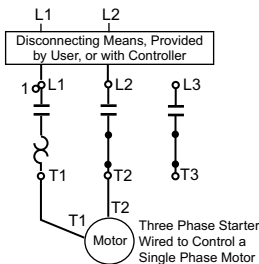 L1 L2
Disconnecting Means, Provided
by User, or with Controller
1 L1 L2 L3
T1 T2 T3
T1 T2
Motor
Three Phase Starter
Wired to Control a
Single Phase Motor